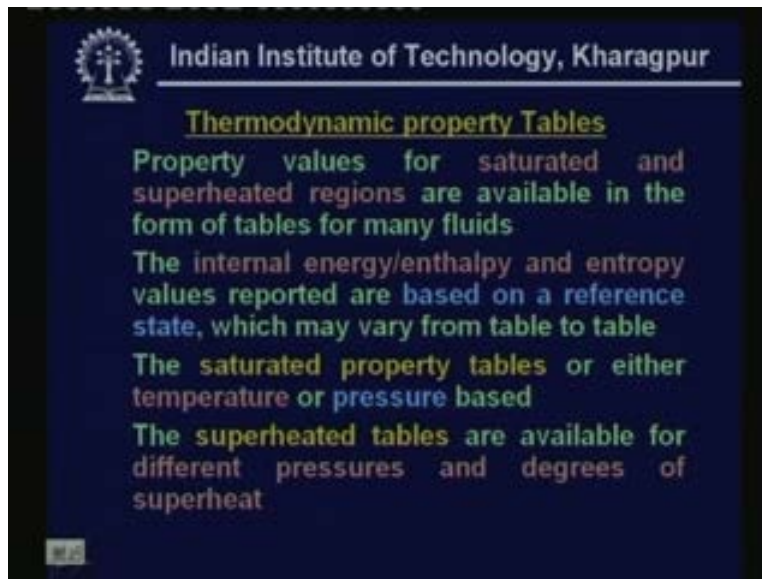 Indian Institute of Technology, Kharagpur
Thermodynamic property Tables
Property values for saturated and
superheated regions are available in the
form of tables for many fluids
The internal energy/enthalpy and entropy
values reported are based on a reference
state, which may vary from table to table
The saturated property tables or either
temperature or pressure based
The superheated tables are available for
different pressures and degrees of
superheat